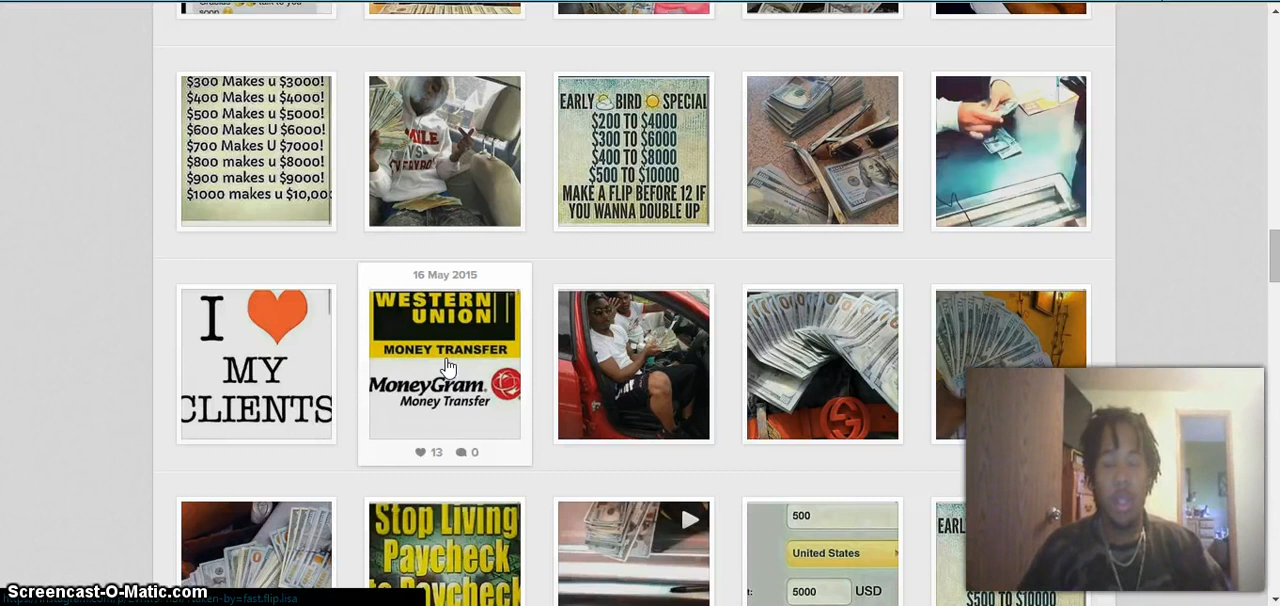 talk to you
soon
$300 Makes u $3000!
$400 Makes u $4000!
$500 Makes u $5000!
$600 Makes U $6000!
$700 Makes U $7000!
$800 makes u $8000!
$900 makes u $9000!
$1000 makes u $10,00
EARLY BIRD SPECIAL
$200 TO $4000
$300 TO $6000
$400 TO $8000
$500 TO $10000
MAKE A FLIP BEFORE 12 IF
YOU WANNA DOUBLE UP
I
MY
CLIENTS
16 May 2015
WESTERN
UNION
MONEY TRANSFER
MoneyGram
Money Transfer
13 0
Stop Living
Paycheck
to Paycheck
500
United States
5000 USD
EARL
$500 TO $10000
Screencast-O-Matic.com